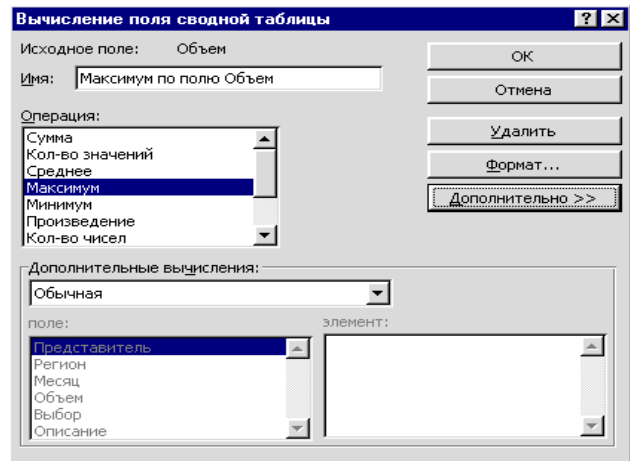 Вычисление поля сводной таблицы
Исходное поле: Объем
Имя: Максимум по полю Объем
ОК
Отмена
Удалить
Формат...
Дополнительно >>
Операция:
Сумма
Кол-во значений
Среднее
Максимум
Минимум
Произведение
Кол-во чисел
Дополнительные вычисления:
Обычная
поле:
Представитель
Регион
Месяц
Объем
Выбор
Описание
элемент: